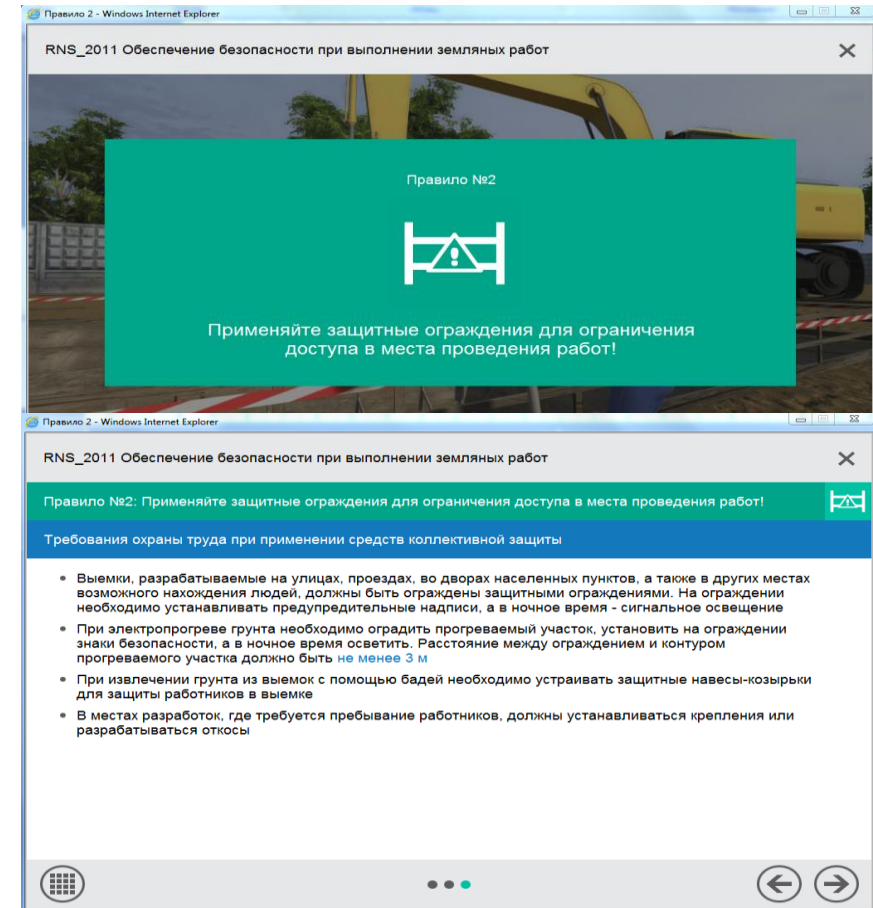 Правило 2 - Windows Internet Explorer
RNS_2011 Обеспечение безопасности при выполнении земляных работ
Правило №2
Применяйте защитные ограждения для ограничения
доступа в места проведения работ!
Правило 2 - Windows Internet Explorer
RNS_2011 Обеспечение безопасности при выполнении земляных работ
Правило №2: Применяйте защитные ограждения для ограничения доступа в места проведения работ!
Требования охраны труда при применении средств коллективной защиты
• Выемки, разрабатываемые на улицах, проездах, во дворах населенных пунктов, а также в других местах
возможного нахождения людей, должны быть ограждены защитными ограждениями. На ограждении
необходимо устанавливать предупредительные надписи, а в ночное время - сигнальное освещение
• При электропрогреве грунта необходимо оградить прогреваемый участок, установить на ограждении
знаки безопасности, а в ночное время осветить. Расстояние между ограждением и контуром
прогреваемого участка должно быть не менее 3 м
• При извлечении грунта из выемок с помощью бадей необходимо устраивать защитные навесы-козырьки
для защиты работников в выемке
• В местах разработок, где требуется пребывание работников, должны устанавливаться крепления или
разрабатываться откосы